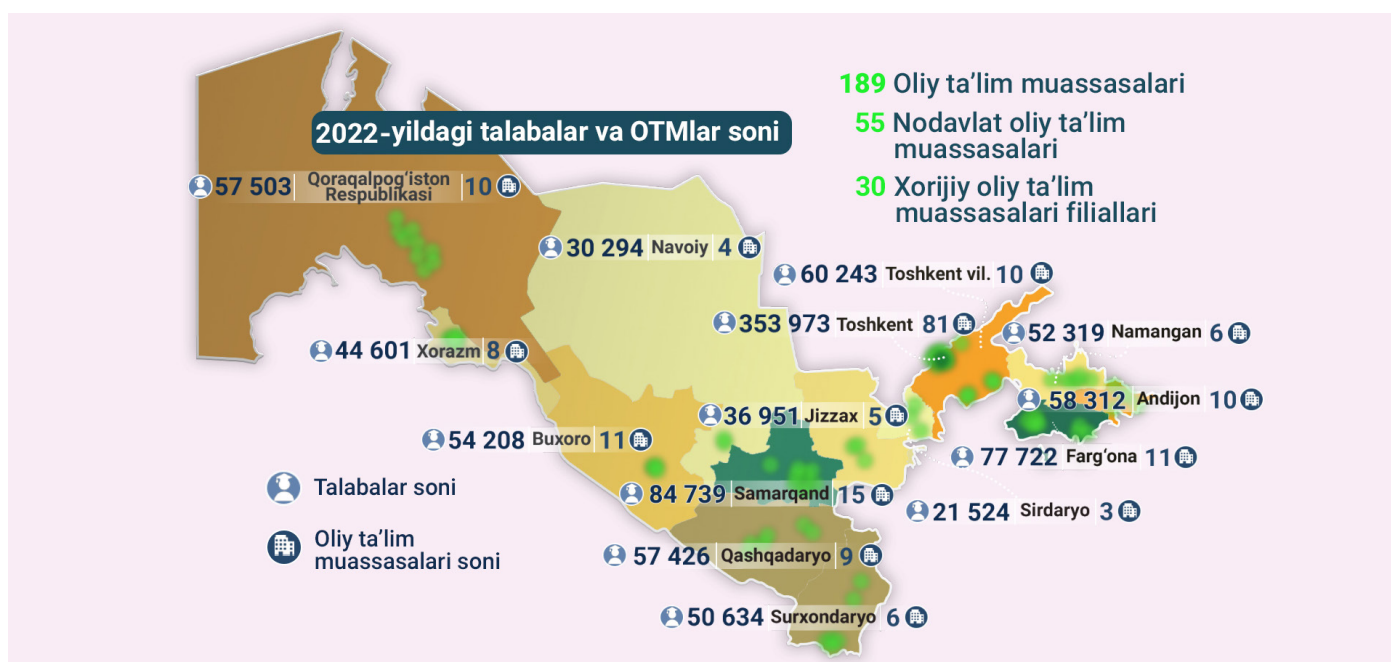 189 Oliy ta’lim muassasalari
2022-yildagi talabalar va OTMlar soni
55 Nodavlat oliy ta’lim
muassasalari
30 Xorijiy oliy ta’lim
muassasalari filiallari
57 503 Qoraqalpog‘iston
Respublikasi 10
30 294 Navoiy 4
60 243 Toshkent vil. 10
353 973 Toshkent 81
52 319 Namangan 6
44 601 Xorazm 8
58 312 Andijon 10
36 951 Jizzax 5
54 208 Buxoro 11
77 722 Farg‘ona 11
84 739 Samarqand 15
21 524 Sirdaryo 3
57 426 Qashqadaryo 9
50 634 Surxondaryo 6
Talabalar soni
Oliy ta’lim
muassasalari soni